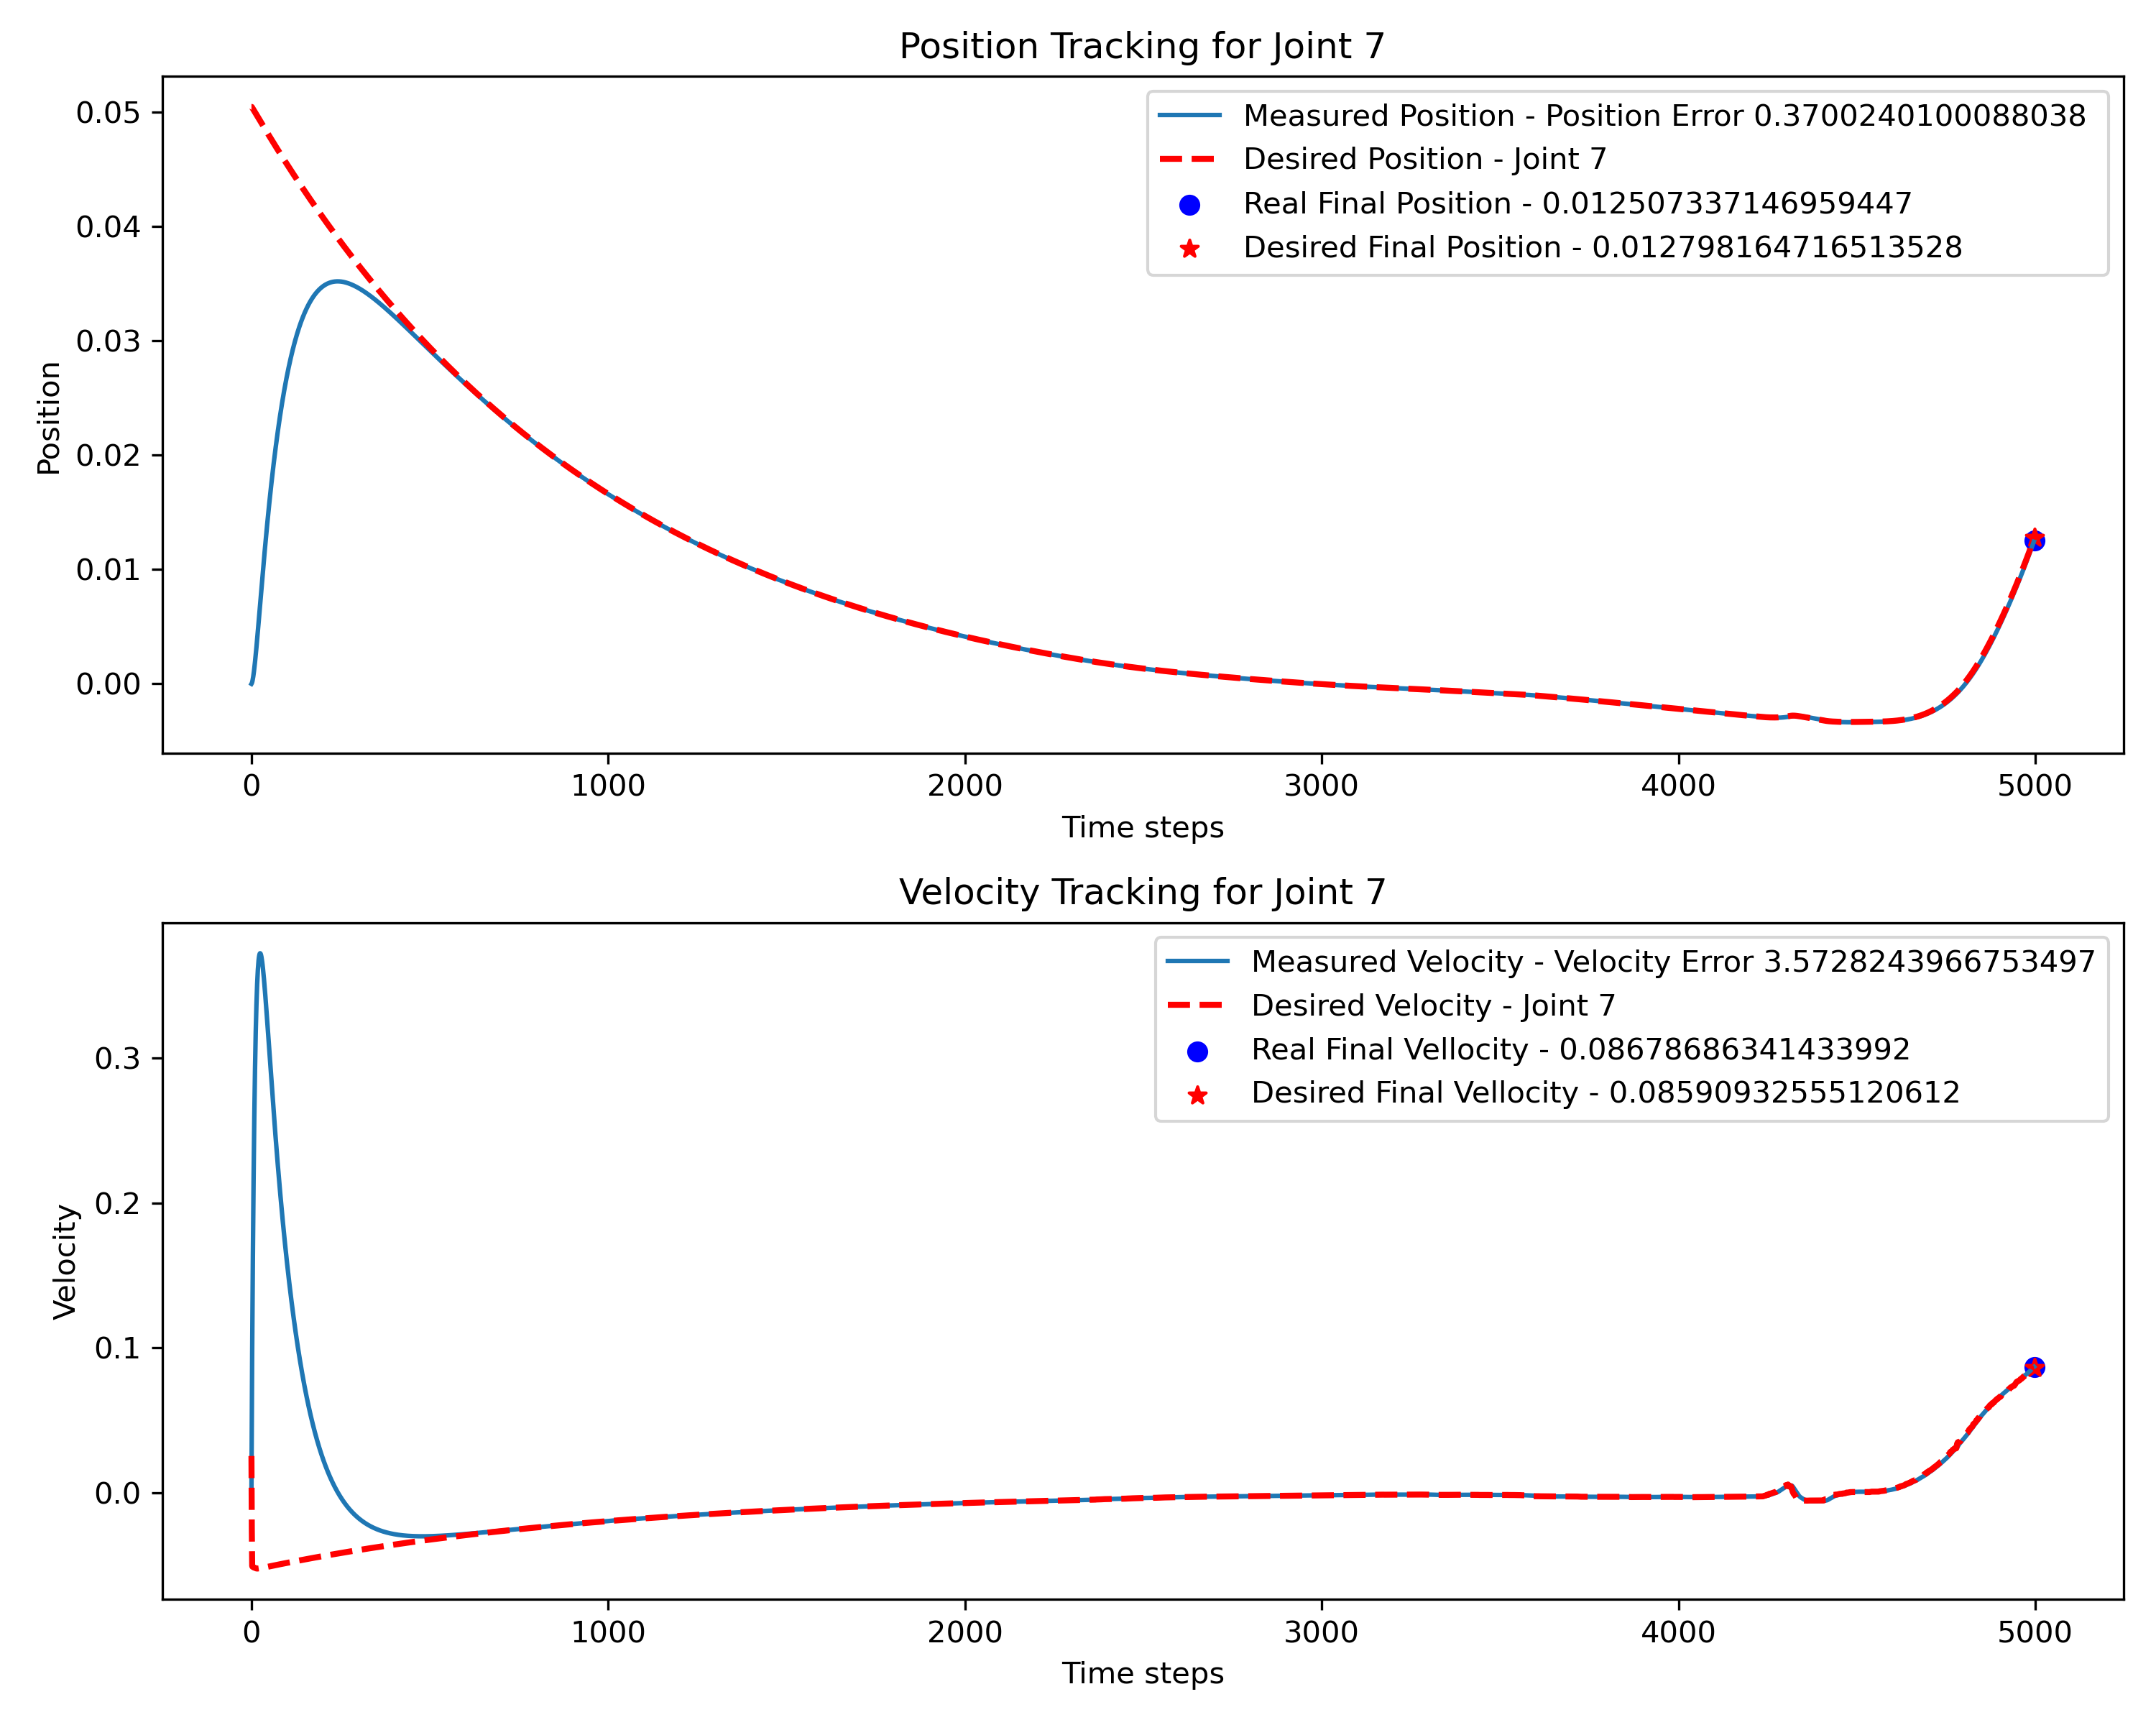 Position Tracking for Joint 7
Measured Position - Position Error 0.3700240100088038
Desired Position - Joint 7
Real Final Position - 0.012507337146959447
Desired Final Position - 0.012798164716513528
Position
0.05
0.04
0.03
0.02
0.01
0.00
0 1000 2000 3000 4000 5000
Time steps
Velocity Tracking for Joint 7
Measured Velocity - Velocity Error 3.5728243966753497
Desired Velocity - Joint 7
Real Final Vellocity - 0.08678686341433992
Desired Final Vellocity - 0.08590932555120612
Velocity
0.3
0.2
0.1
0.0
0 1000 2000 3000 4000 5000
Time steps